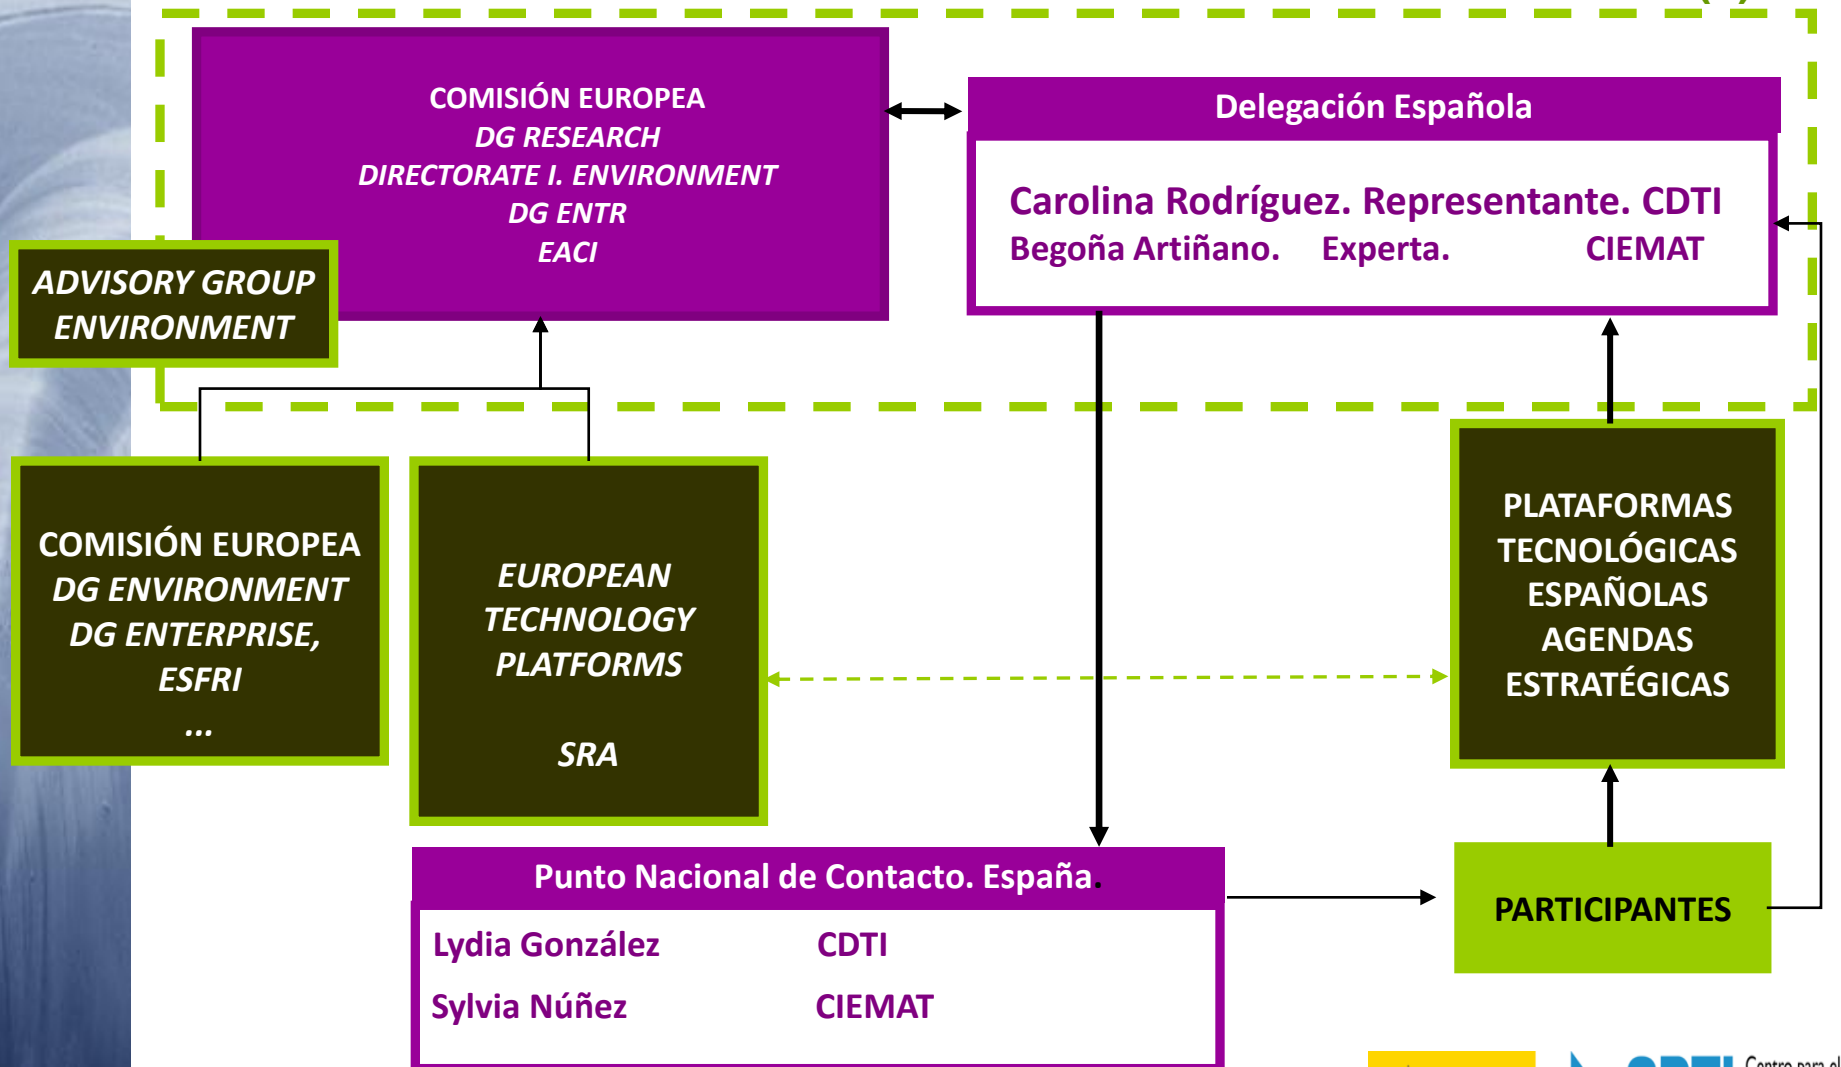 COMISIÓN EUROPEA
DG RESEARCH
DIRECTORATE I. ENVIRONMENT
DG ENTR
EACI
Delegación Española
Carolina Rodríguez. Representante. CDTI
Begoña Artiñano. Experta. CIEMAT
ADVISORY GROUP
ENVIRONMENT
COMISIÓN EUROPEA
DG ENVIRONMENT
DG ENTERPRISE,
ESFRI
...
EUROPEAN
TECHNOLOGY
PLATFORMS
SRA
PLATAFORMAS
TECNOLÓGICAS
ESPAÑOLAS
AGENDAS
ESTRATÉGICAS
Punto Nacional de Contacto. España.
Lydia González CDTI
Sylvia Núñez CIEMAT
PARTICIPANTES